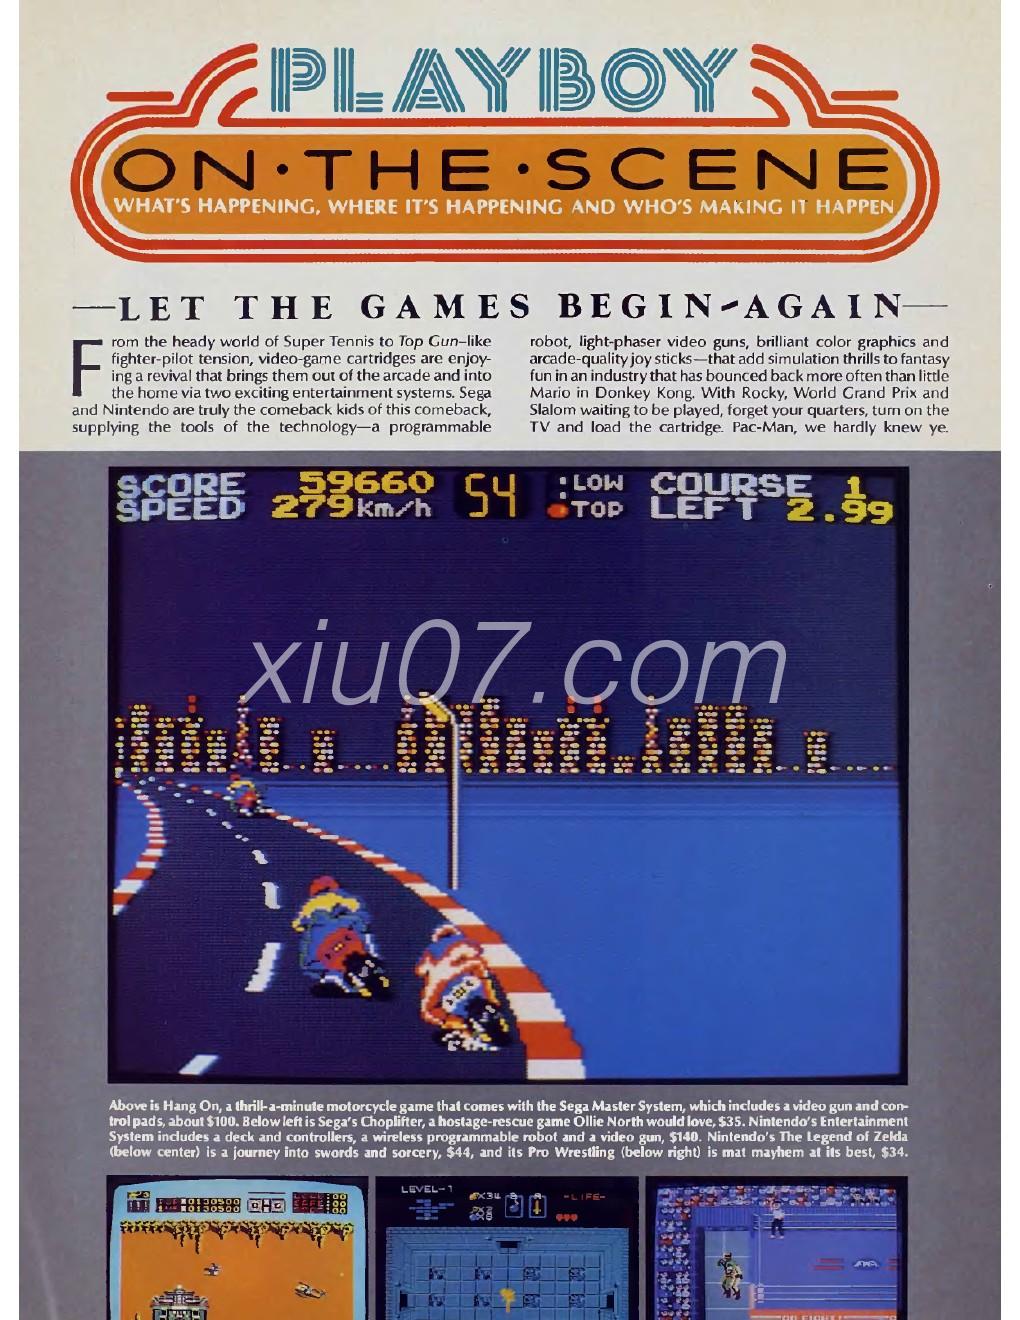 PLAYBOY
ON·THE·SCENE
WHAT'S HAPPENING, WHERE IT'S HAPPENING AND WHO'S MAKING IT HAPPEN
LET THE GAMES BEGIN-AGAIN
From the heady world of Super Tennis to Top Gun–like
fighter-pilot tension, video-game cartridges are enjoy-
ing a revival that brings them out of the arcade and into
the home via two exciting entertainment systems. Sega
and Nintendo are truly the comeback kids of this comeback,
supplying the tools of the technology—a programmable
robot, light-phaser video guns, brilliant color graphics and
arcade-quality joy sticks—that add simulation thrills to fantasy
fun in an industry that has bounced back more often than little
Mario in Donkey Kong. With Rocky, World Grand Prix and
Slalom waiting to be played, forget your quarters, turn on the
TV and load the cartridge. Pac-Man, we hardly knew ye.
SCORE 59660 54 :LOW COURSE 1
SPEED 279km/h TOP LEFT 2.99
xiu07.com
Above is Hang On, a thrill-a-minute motorcycle game that comes with the Sega Master System, which includes a video gun and con-
trol pads, about $100. Below left is Sega's Choplifter, a hostage-rescue game Ollie North would love, $35. Nintendo's Entertainment
System includes a deck and controllers, a wireless programmable robot and a video gun, $140. Nintendo's The Legend of Zelda
(below center) is a journey into swords and sorcery, $44, and its Pro Wrestling (below right) is mat mayhem at its best, $34.
LEVEL-1
X34 B A -LIFE-